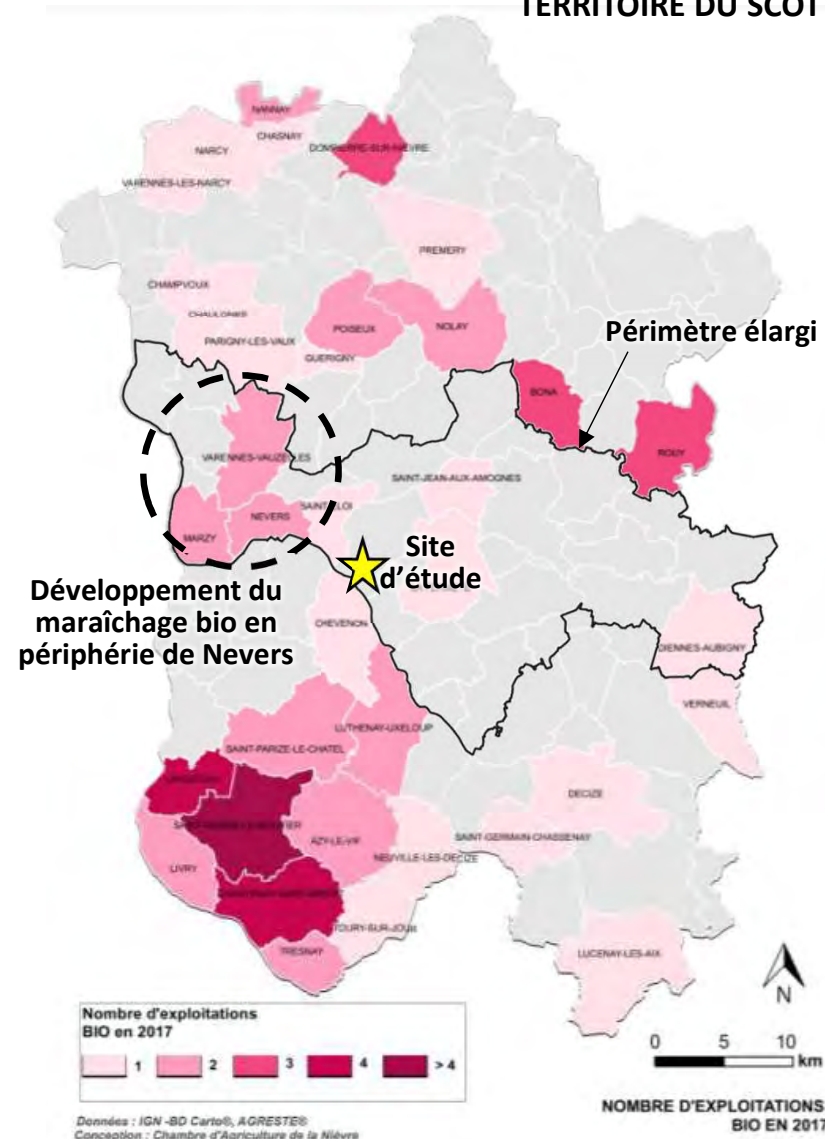 TERRITOIRE DU SCOT
NANNAY
CHASNAY
NARCY
DOMPIERRE-SUR-NIÈVRE
VARENNES-LES-NARCY
PREMERY
CHAMPVOUX
CHAULGNES
PARIGNY-LES-VAUX
POISEUX
NOLAY
GUERIGNY
Périmètre élargi
BONA
ROUY
VARENNES-VAUZELLES
SAINT-JEAN-AUX-AMOGNES
NEVERS
MARZY
Site
d'étude
Développement du
maraîchage bio en
périphérie de Nevers
CHEVENON
DIENNES-AUBIGNY
VERNEUIL
LUTHENAY-UXELOUP
SAINT-PARIZE-LE-CHATEL
DECIZE
AZY-LE-VIF
SAINT-GERMAIN-CHASSENAY
NEUVILLE-LES-DECIZE
LIVRY
TOURY-SUR-JOUR
TRESNAY
LUCENAY-LES-AIX
N
Nombre d'exploitations
BIO en 2017
1 2 3 4 > 4
0 5 10
km
NOMBRE D'EXPLOITATIONS
BIO EN 2017
Données : IGN -BD Carto®, AGRESTE®
Conception : Chambre d'Agriculture de la Nièvre